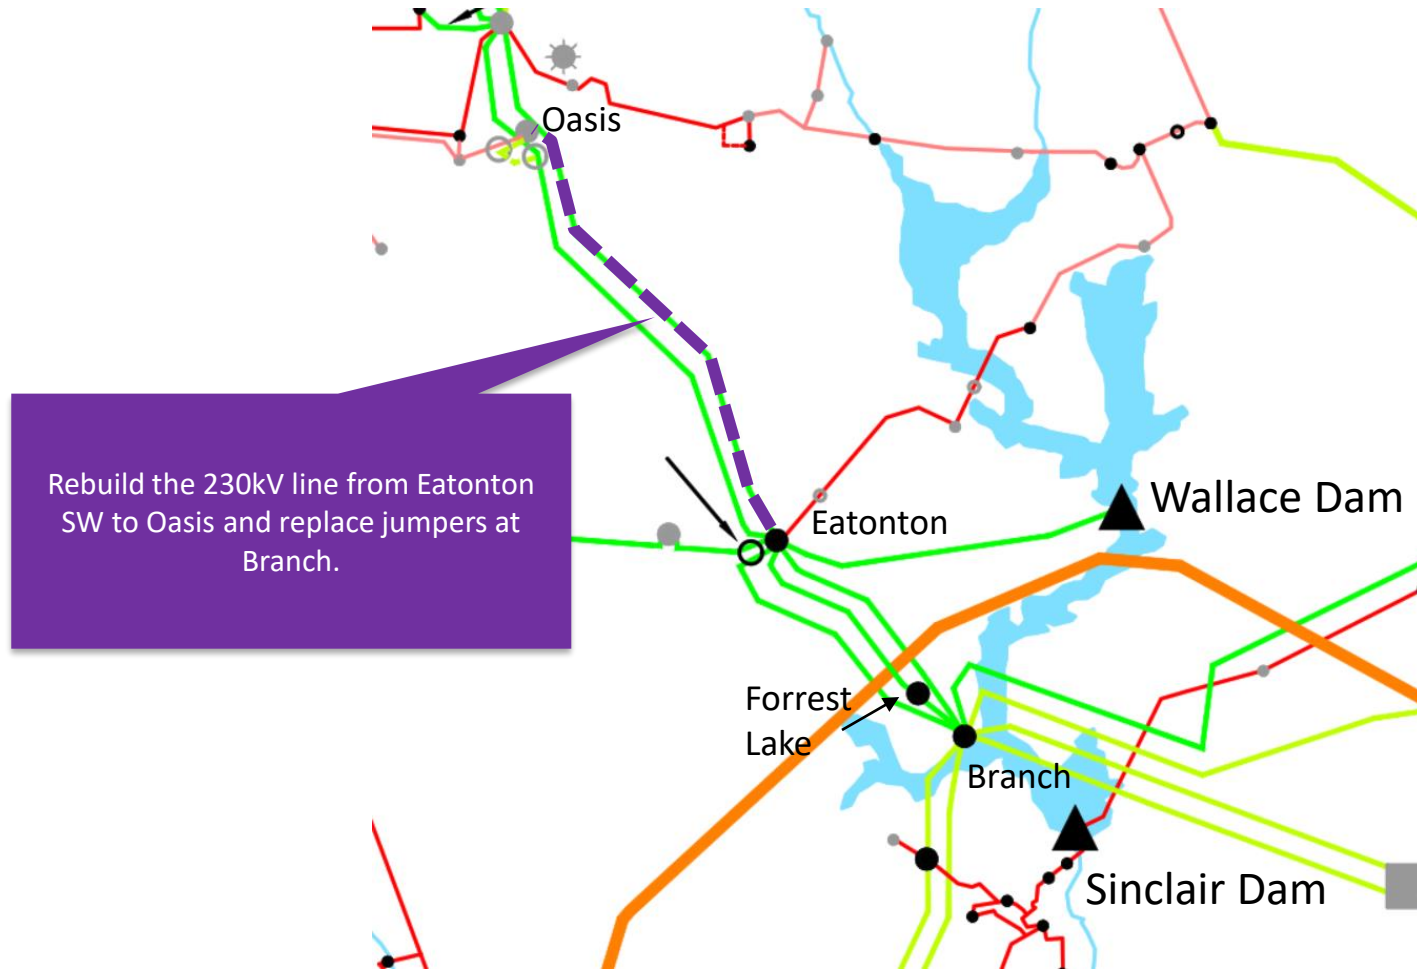 Oasis
Rebuild the 230kV line from Eatonton
SW to Oasis and replace jumpers at
Branch.
Wallace Dam
Eatonton
Forrest
Lake
Branch
Sinclair Dam